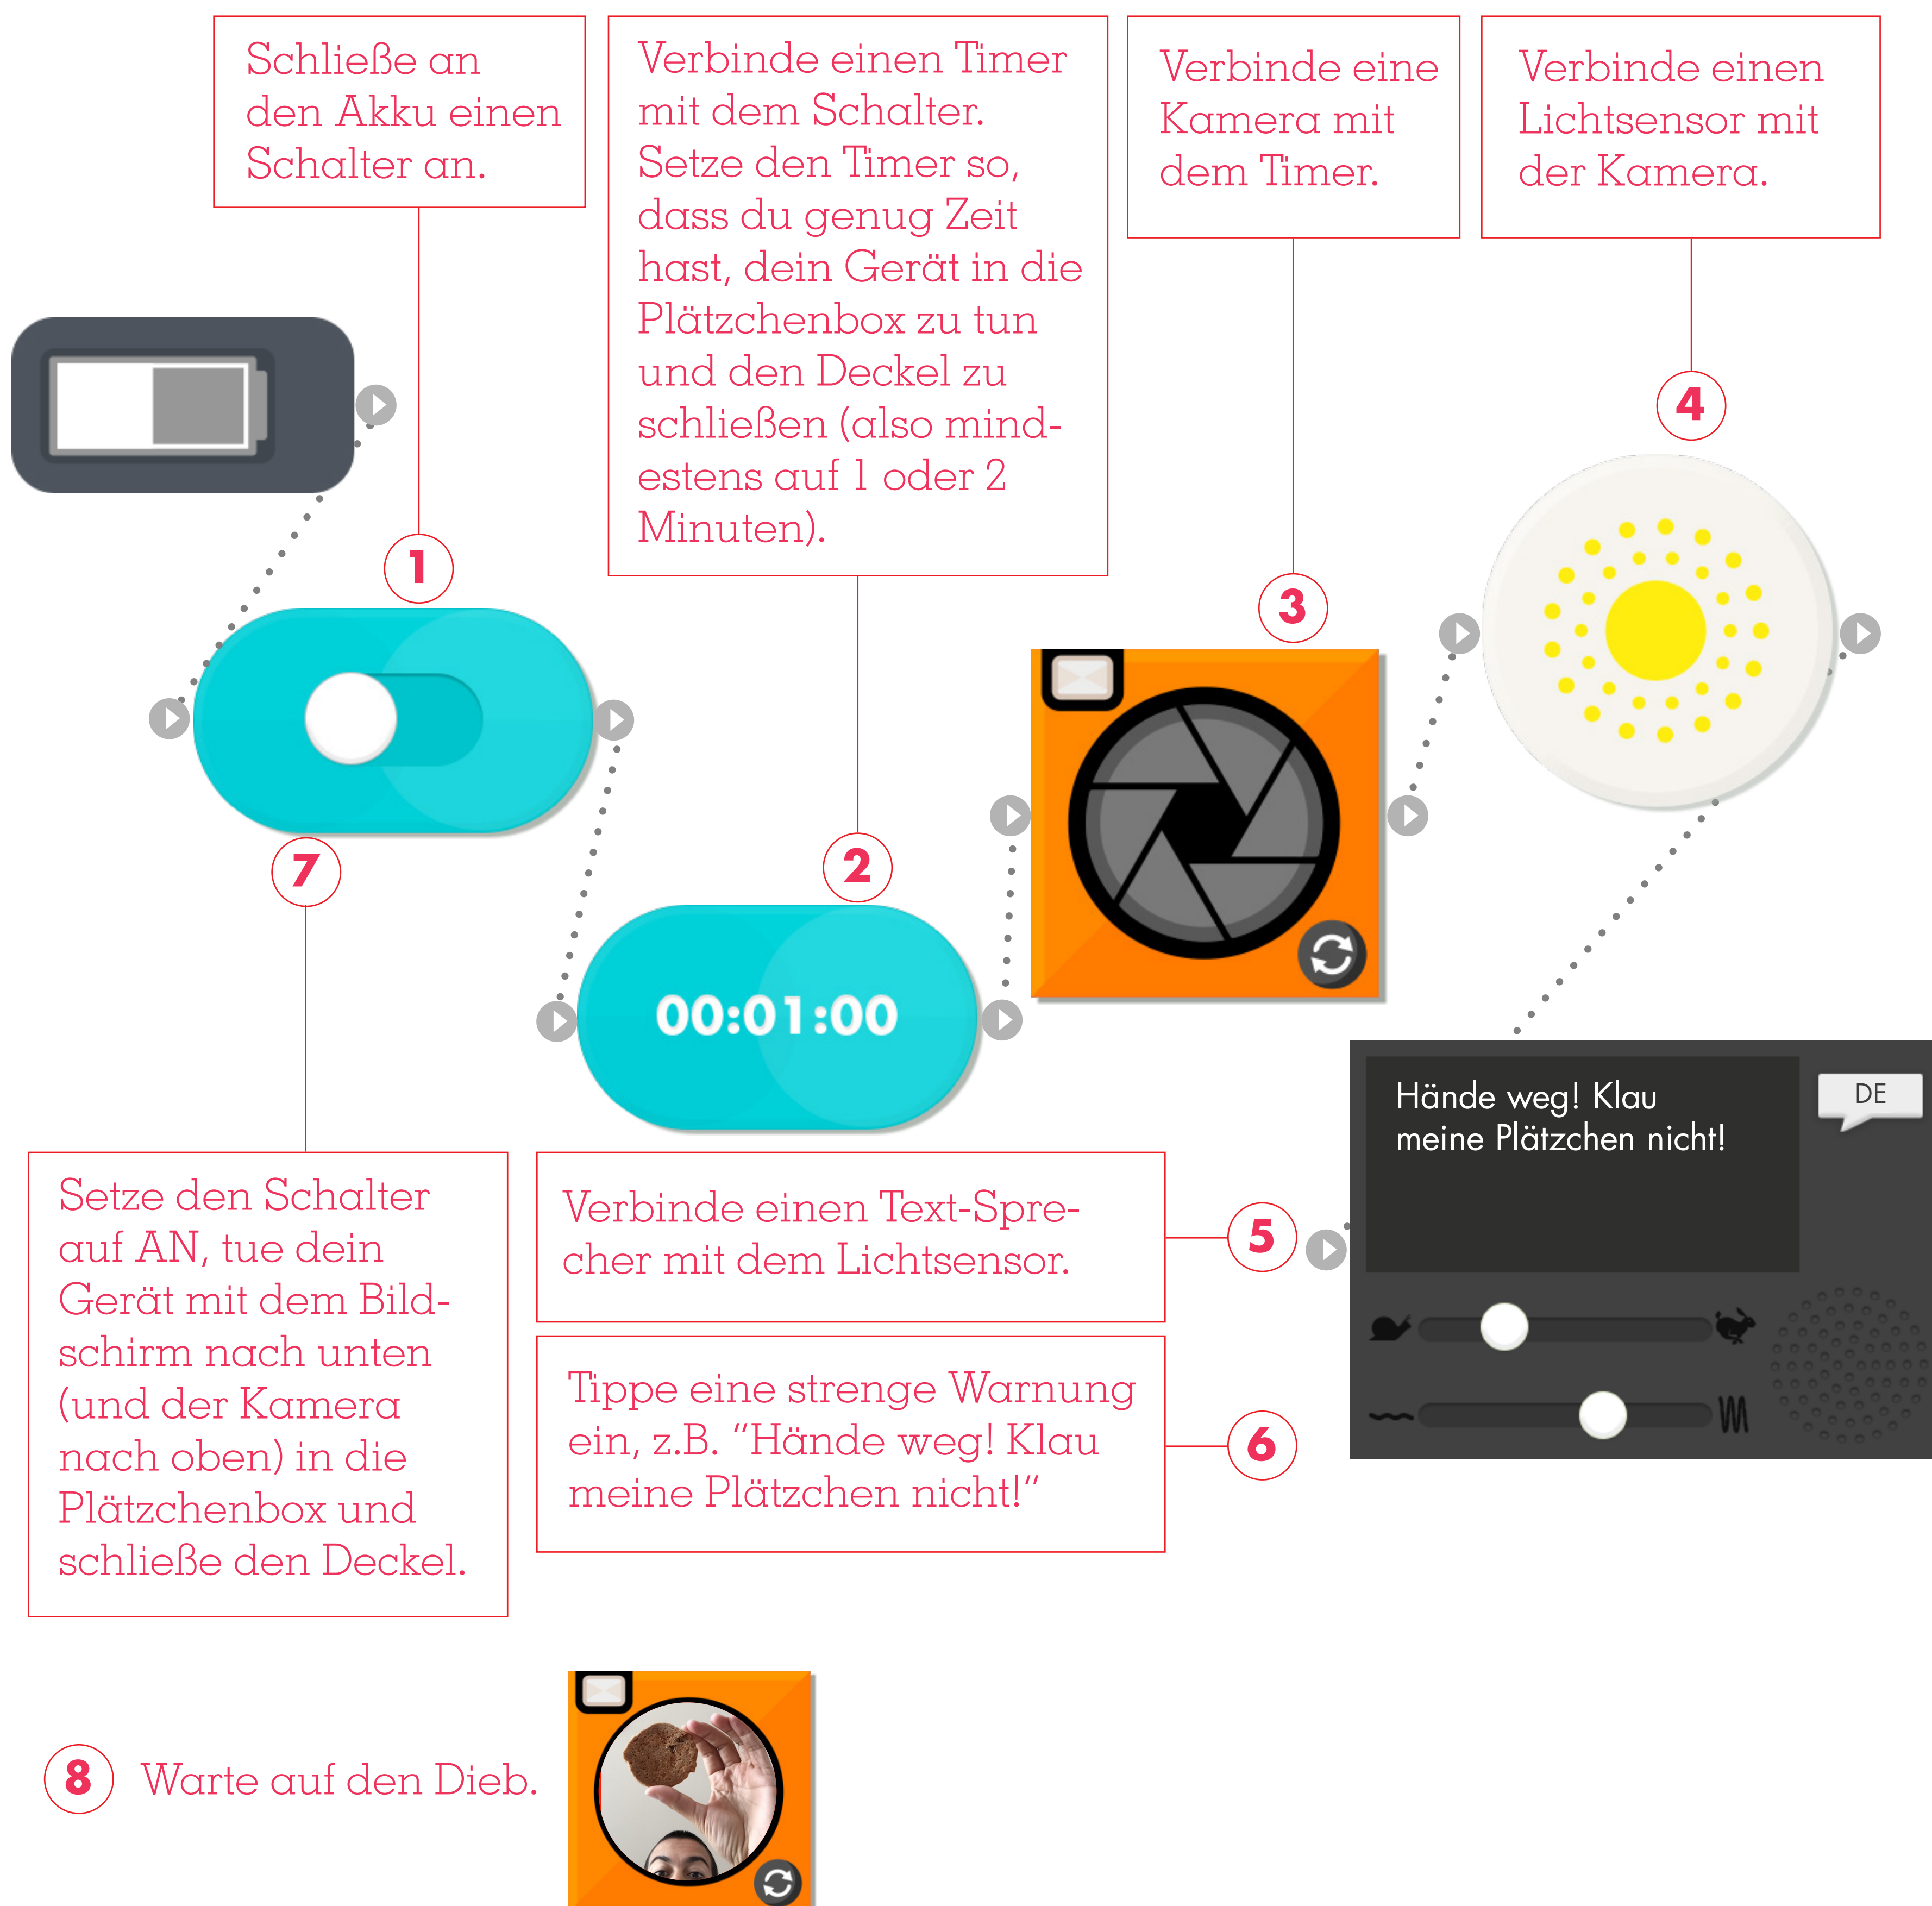 Schließe an
den Akku einen
Schalter an.
Verbinde einen Timer
mit dem Schalter.
Setze den Timer so,
dass du genug Zeit
hast, dein Gerät in die
Plätzchenbox zu tun
und den Deckel zu
schließen (also mind-
estens auf 1 oder 2
Minuten).
Verbinde eine
Kamera mit
dem Timer.
Verbinde einen
Lichtsensor mit
der Kamera.
1
2
3
4
7
00:01:00
Hände weg! Klau
meine Plätzchen nicht!
DE
Setze den Schalter
auf AN, tue dein
Gerät mit dem Bild-
schirm nach unten
(und der Kamera
nach oben) in die
Plätzchenbox und
schließe den Deckel.
Verbinde einen Text-Spre-
cher mit dem Lichtsensor.
5
Tippe eine strenge Warnung
ein, z.B. "Hände weg! Klau
meine Plätzchen nicht!"
6
8 Warte auf den Dieb.